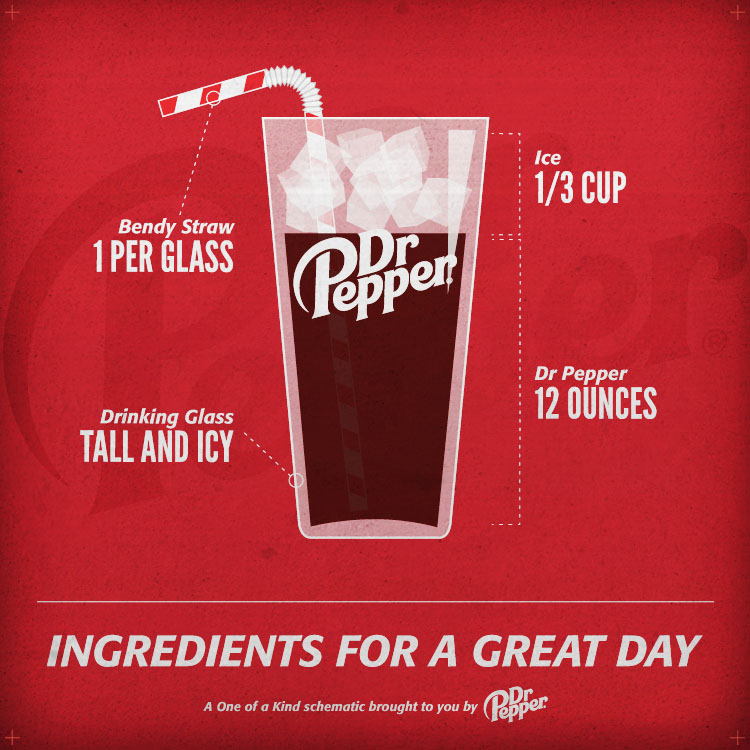 Ice
1/3 CUP
Bendy Straw
1 PER GLASS
Dr
Pepper
Dr Pepper
12 OUNCES
Drinking Glass
TALL AND ICY
INGREDIENTS FOR A GREAT DAY
A One of a Kind schematic brought to you by Dr Pepper